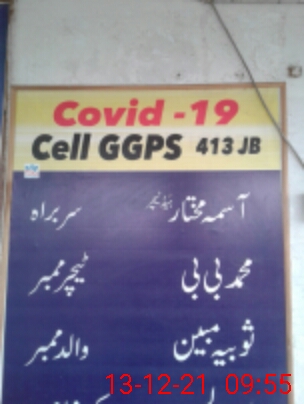 Covid -19
Cell GGPS 413 JB
آسمہ مختار ہیڈ ٹیچر سربراہ
محمد بی بی ٹیچر ممبر
ثوبیہ مبین والد ممبر
13-12-21 09:55